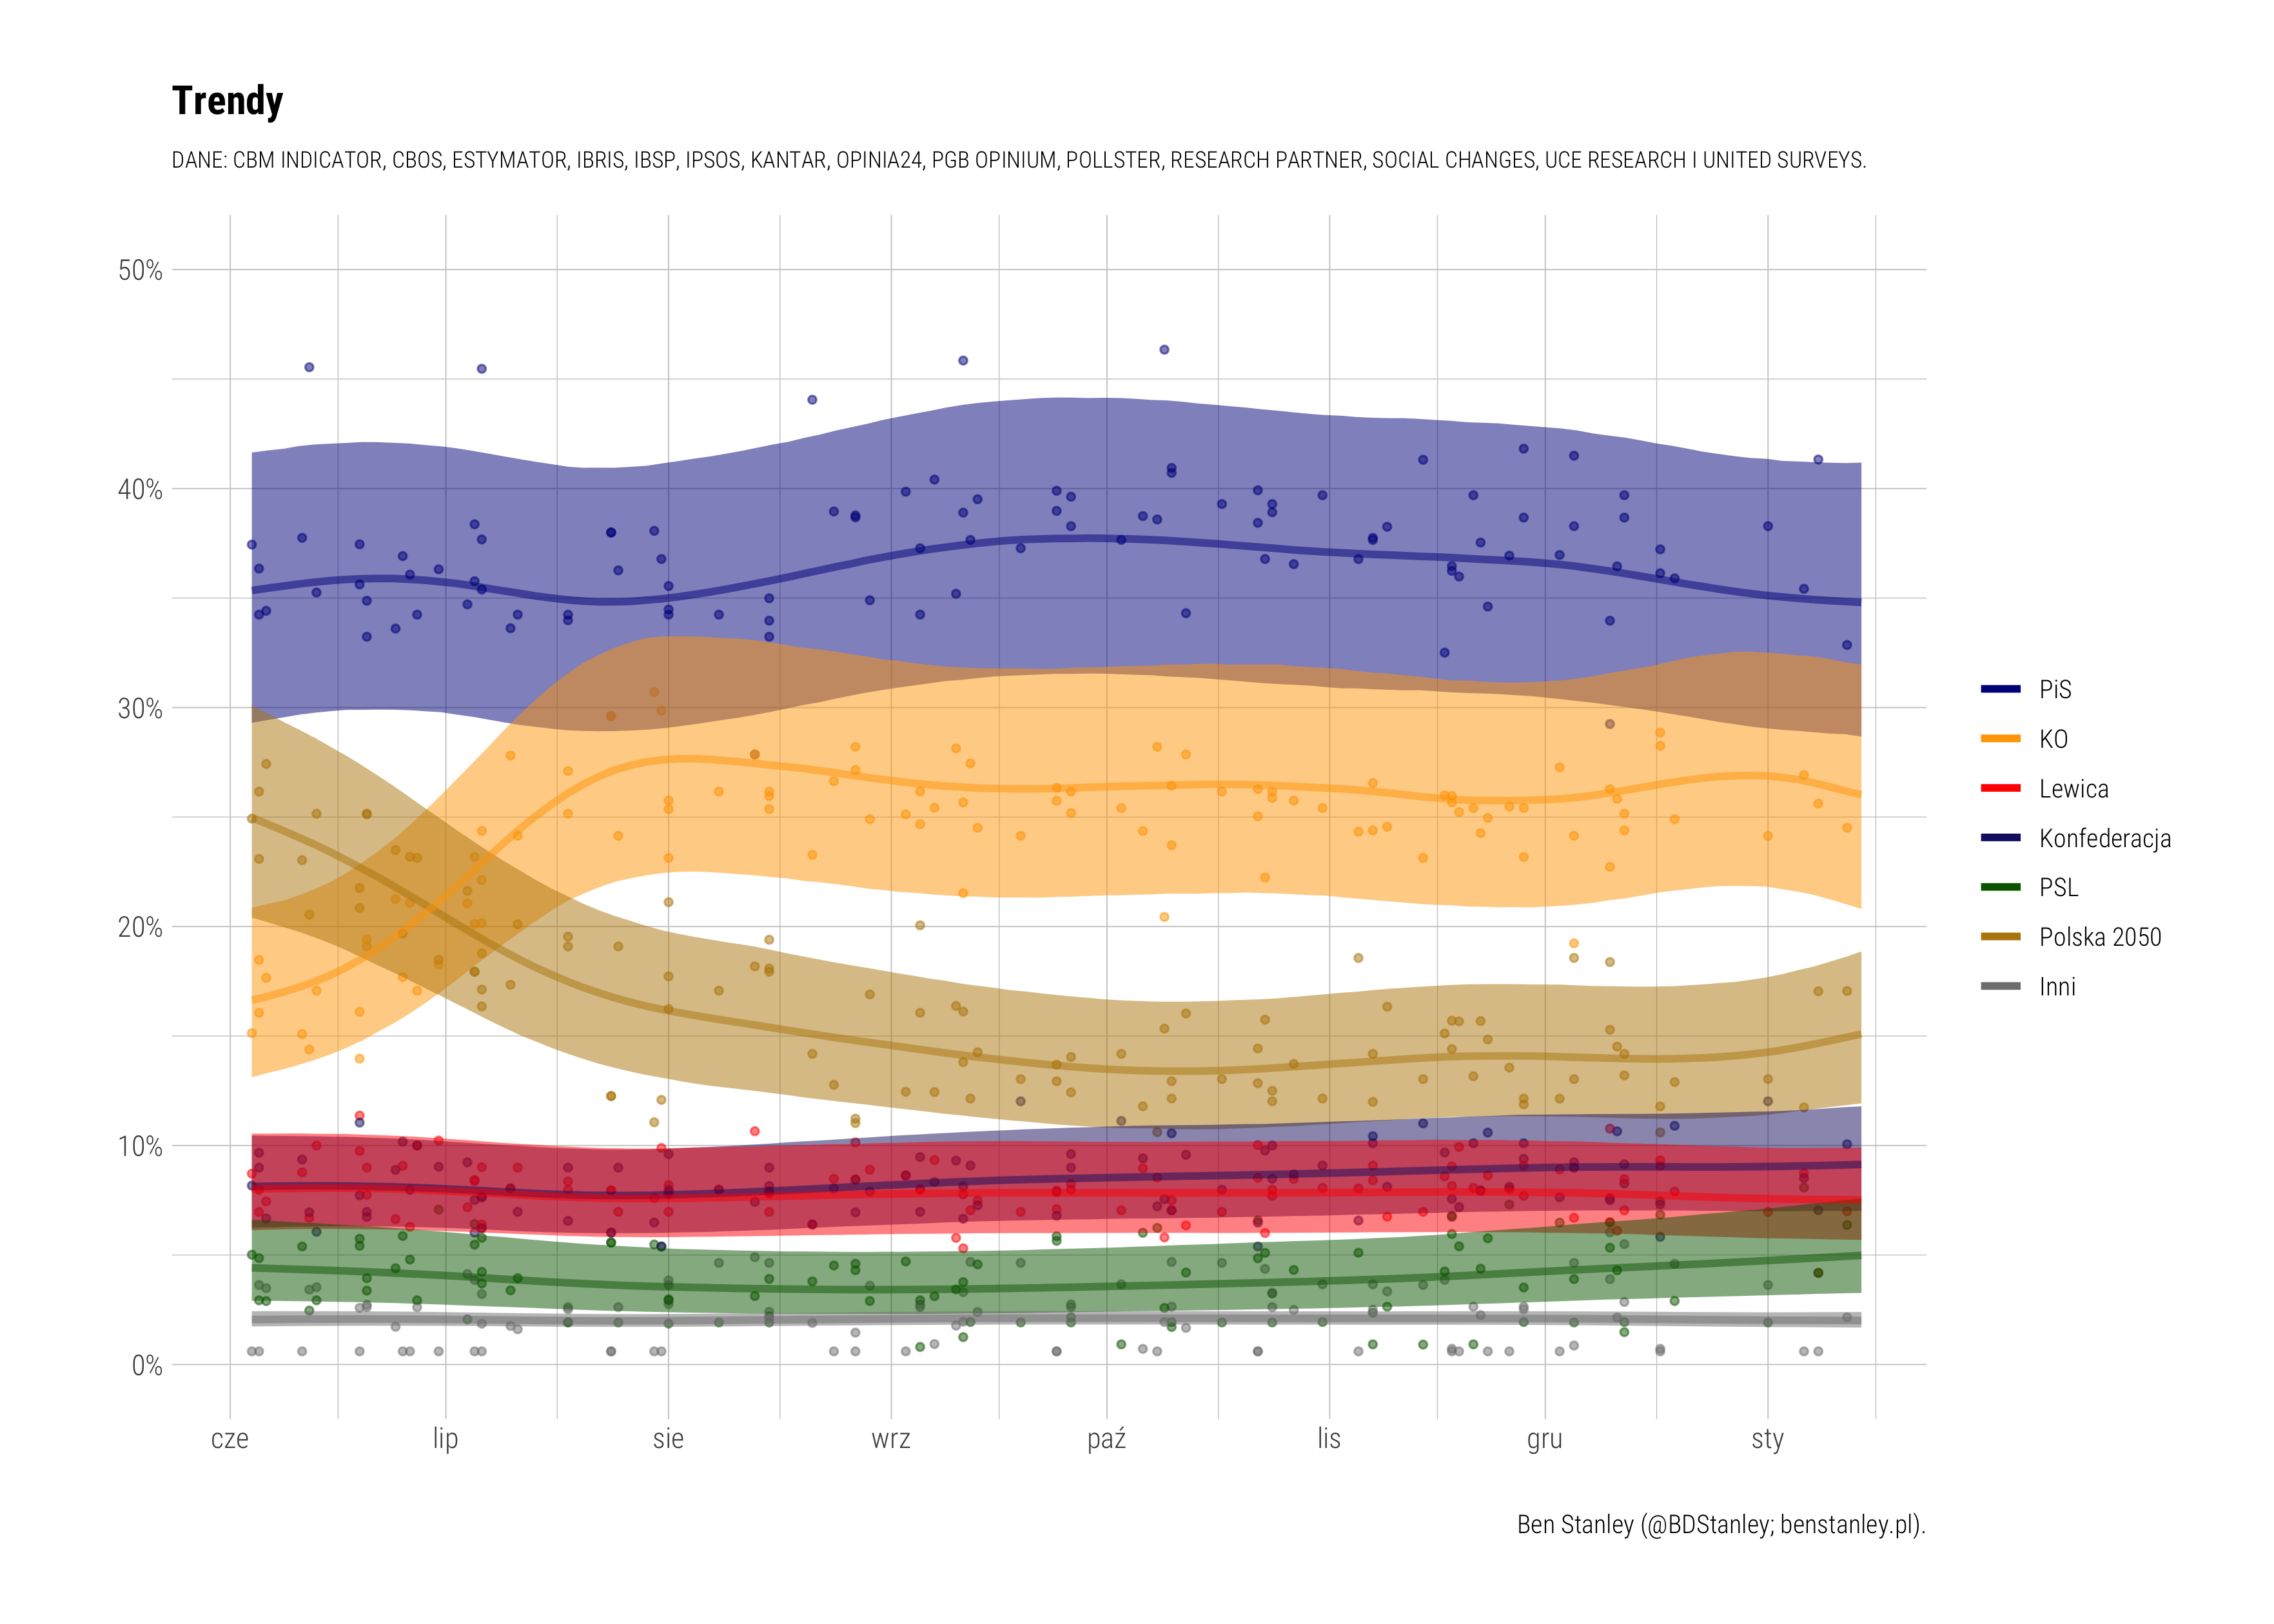 Trendy
DANE: CBM INDICATOR, CBOS, ESTYMATOR, IBRIS, IBSP, IPSOS, KANTAR, OPINIA24, PGB OPINIUM, POLLSTER, RESEARCH PARTNER, SOCIAL CHANGES, UCE RESEARCH I UNITED SURVEYS.
50%
40%
30%
20%
10%
0%
cze lip sie wrz paź lis gru sty
PiS
KO
Lewica
Konfederacja
PSL
Polska 2050
Inni
Ben Stanley (@BDStanley; benstanley.pl).